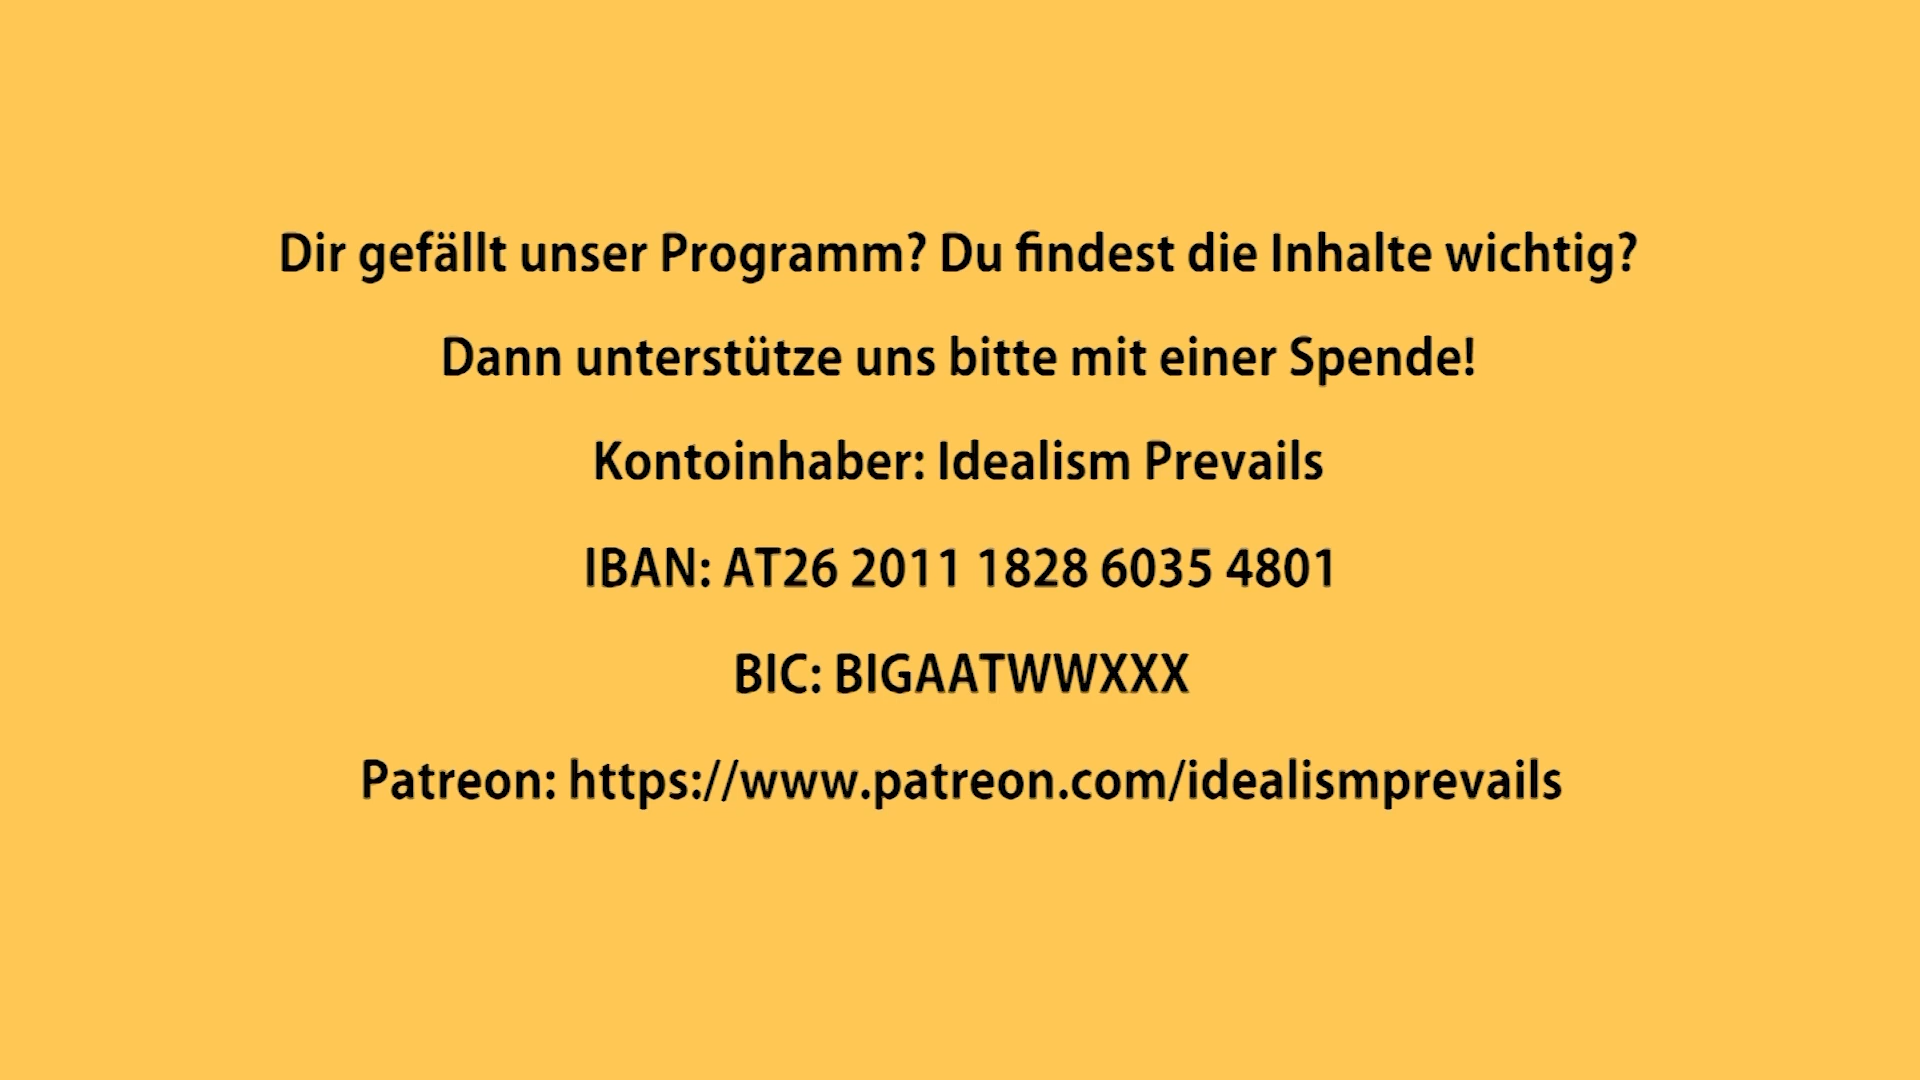 Dir gefällt unser Programm? Du findest die Inhalte wichtig?
Dann unterstütze uns bitte mit einer Spende!
Kontoinhaber: Idealism Prevails
IBAN: AT26 2011 1828 6035 4801
BIC: BIGAATWWXXX
Patreon: https://www.patreon.com/idealismprevails